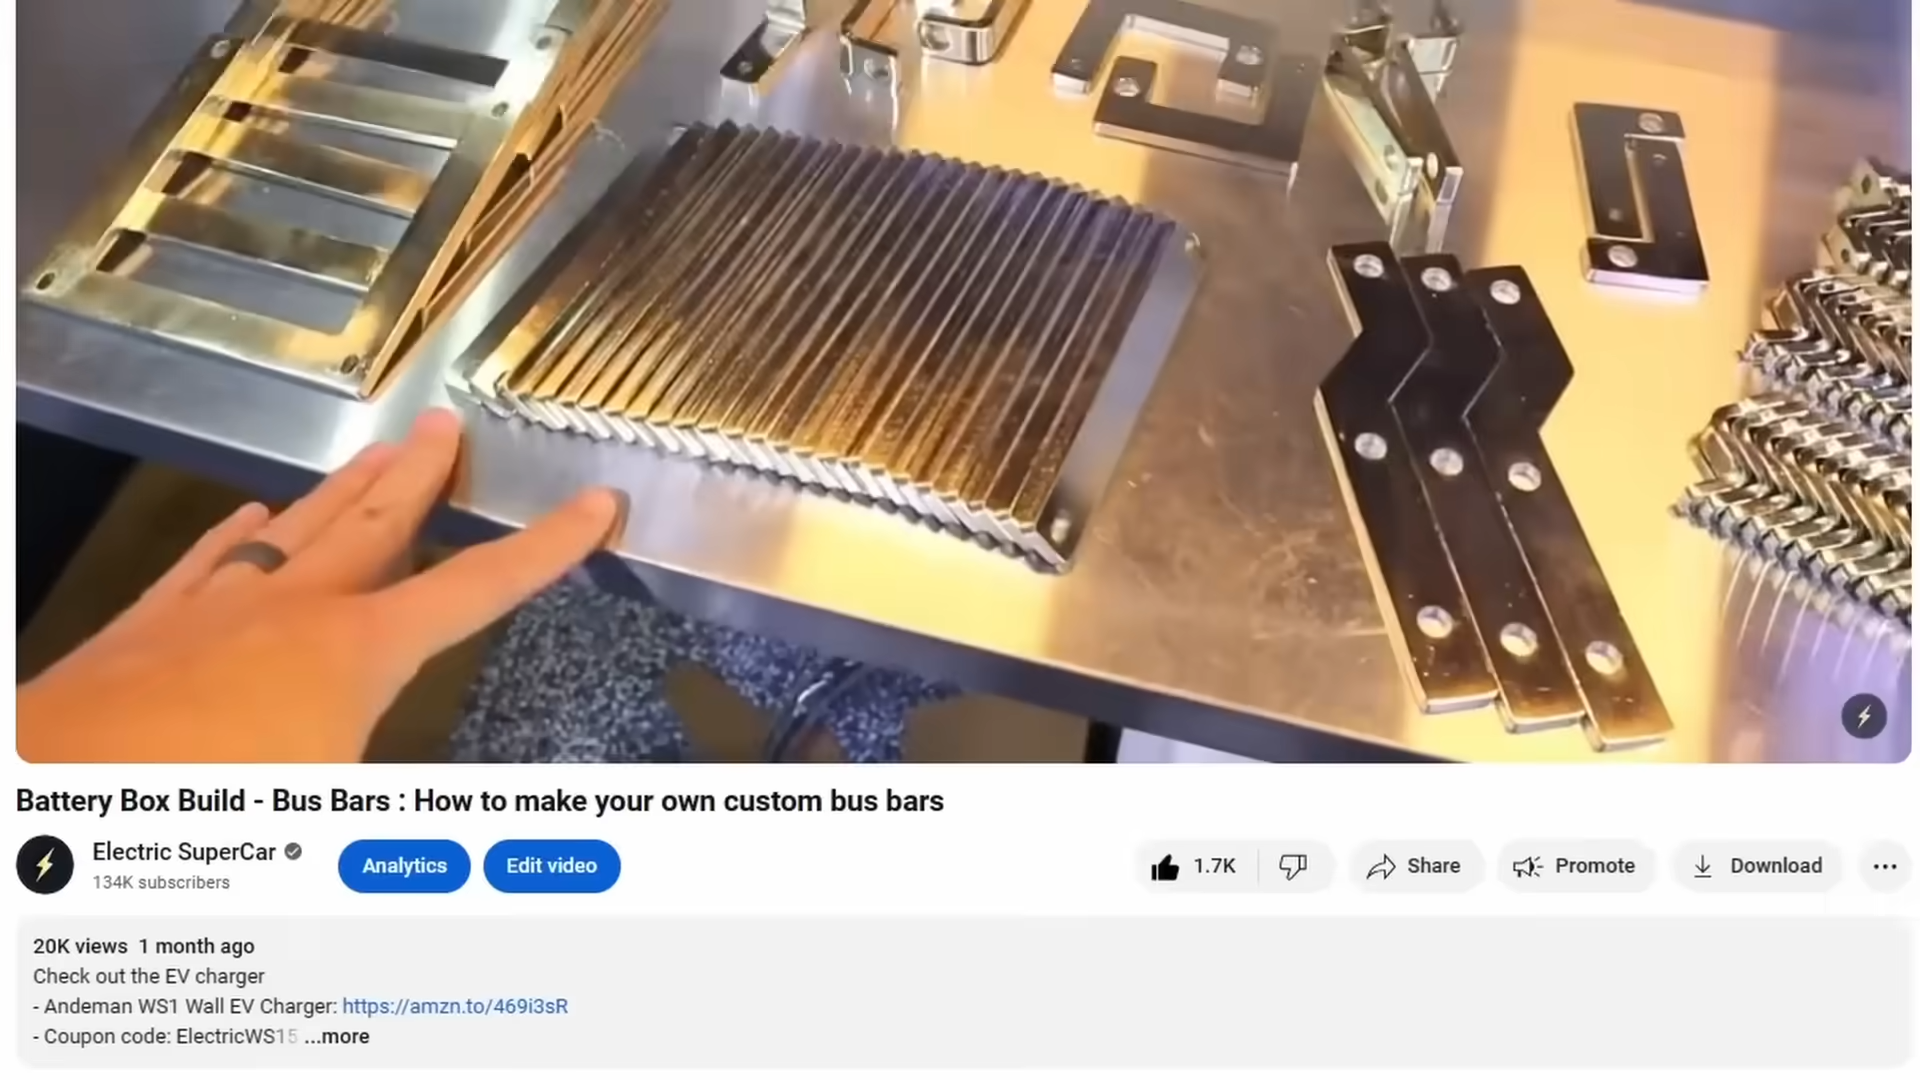 Battery Box Build - Bus Bars : How to make your own custom bus bars
Electric SuperCar
134K subscribers
Analytics
Edit video
1.7K
Share
Promote
Download
20K views 1 month ago
Check out the EV charger
- Andeman WS1 Wall EV Charger: https://amzn.to/469i3sR
- Coupon code: ElectricWS15 ...more